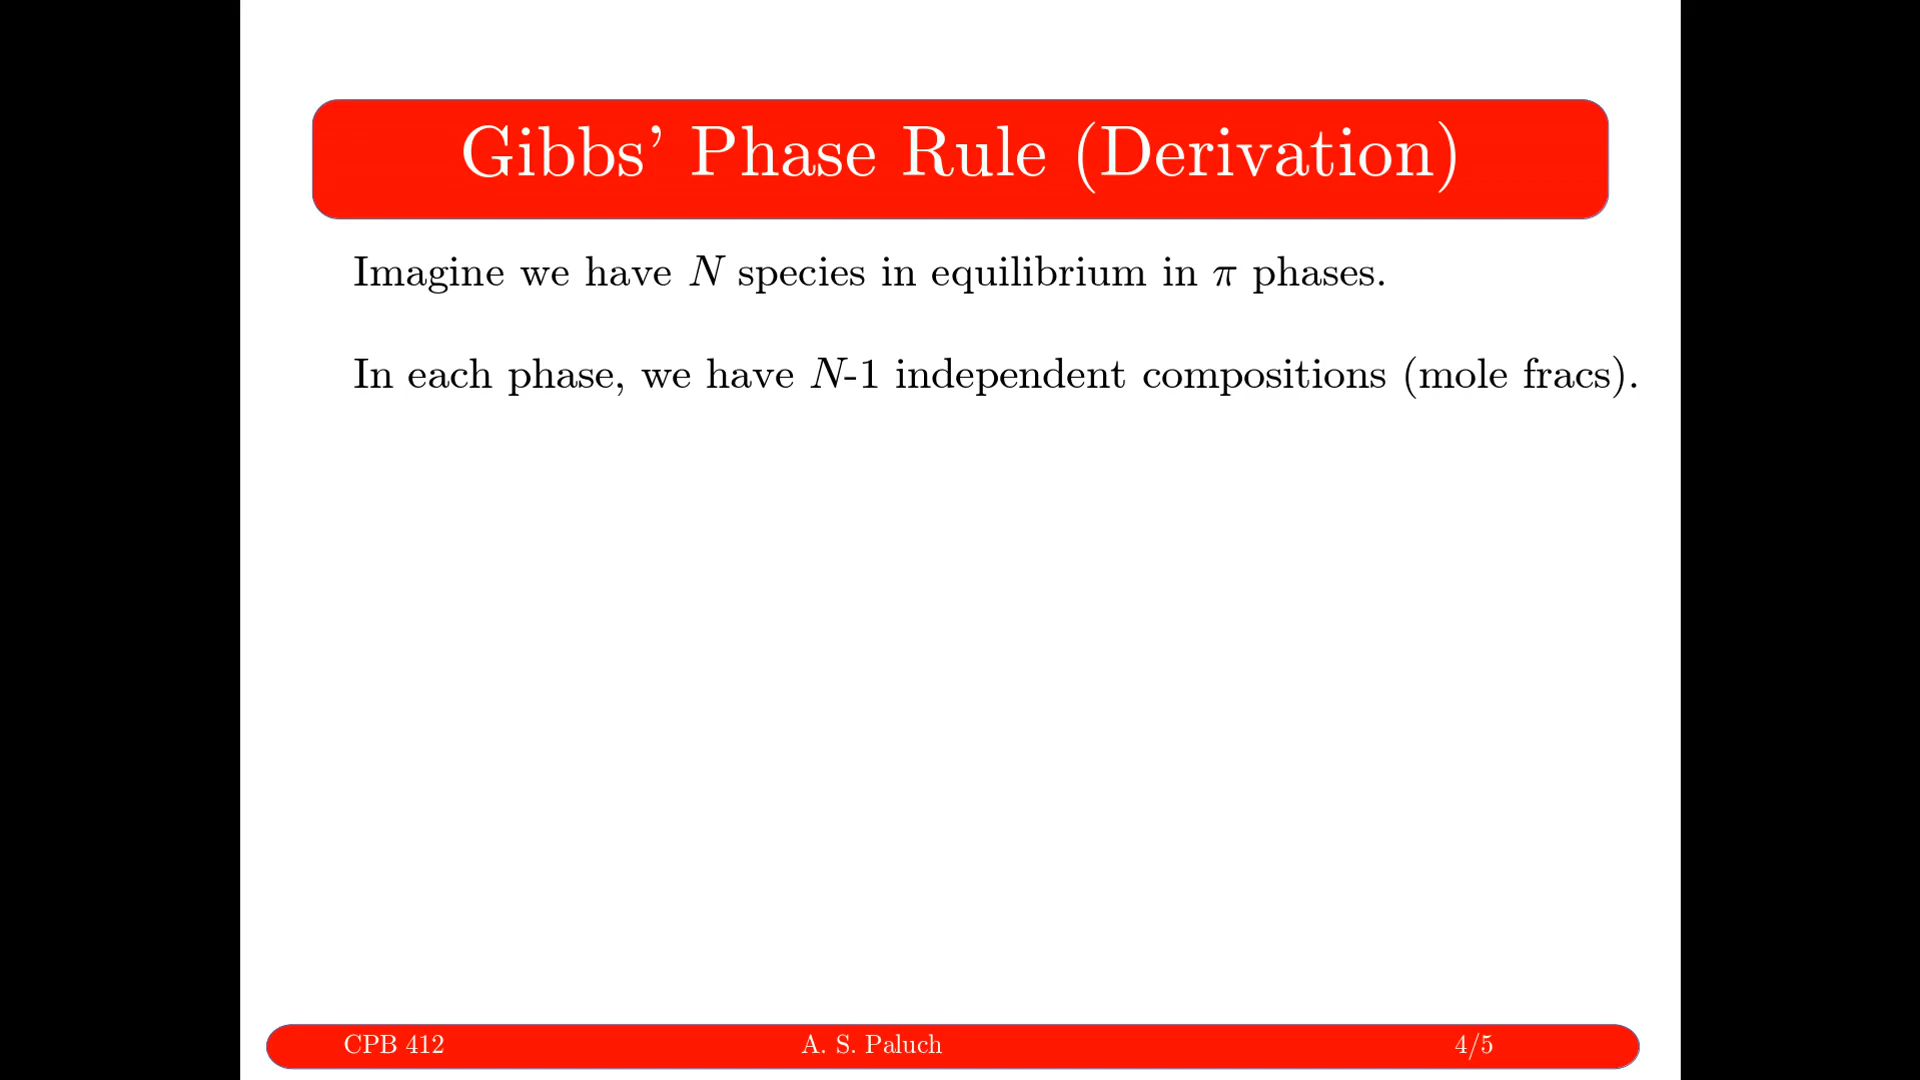 Gibbs’ Phase Rule (Derivation)
Imagine we have N species in equilibrium in π phases.
In each phase, we have N-1 independent compositions (mole fracs).
CPB 412 A. S. Paluch 4/5